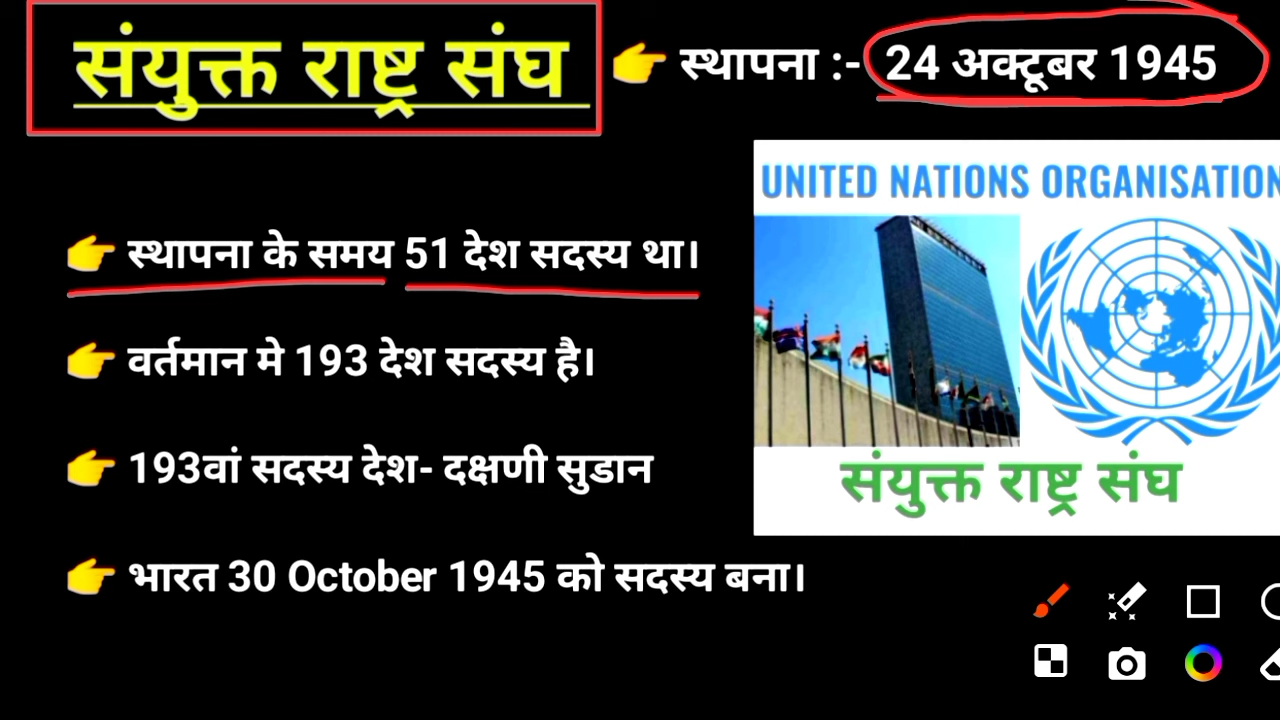 संयुक्त राष्ट्र संघ 👉 स्थापना :- 24 अक्टूबर 1945
UNITED NATIONS ORGANISATION
👉 स्थापना के समय 51 देश सदस्य था।
👉 वर्तमान मे 193 देश सदस्य है।
👉 193वां सदस्य देश- दक्षणी सुडान
संयुक्त राष्ट्र संघ
👉 भारत 30 October 1945 को सदस्य बना।